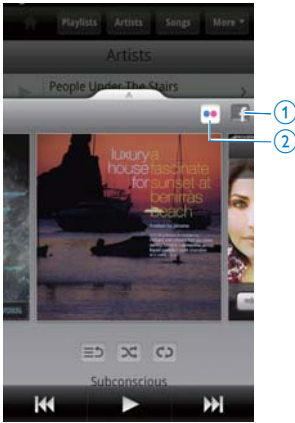 Playlists Artists Songs More
Artists
People Under The Stairs
f
1
2
luxury a
house fascinate
for sunset at
benirras
beach
Subconscious